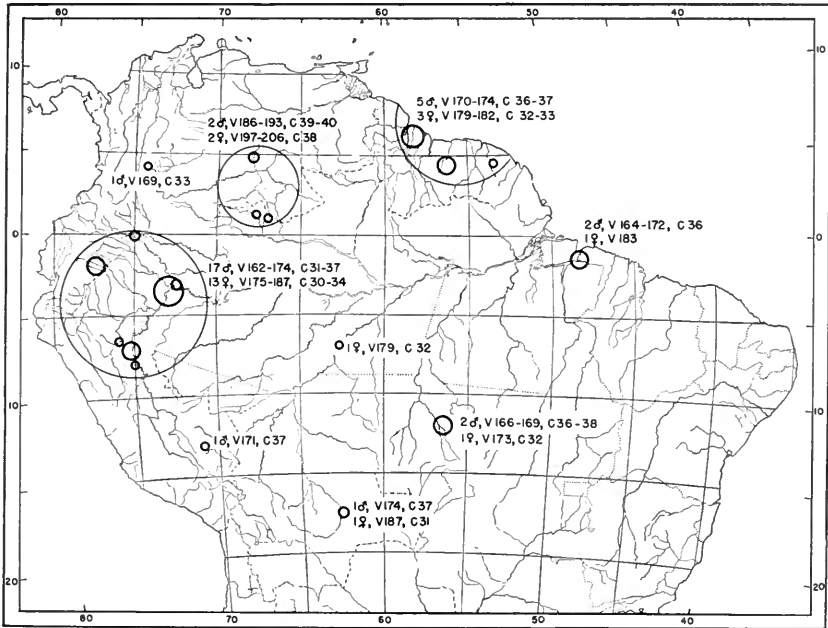 80 70 60 50 40
10 10
5♂, V170-174, C 36-37
3♀, V179-182, C 32-33
2♂, V186-193, C39-40
2♀, V197-206, C38
1♂, V169, C33
2♂, V164-172, C36
1♀, V183
0 0
17♂, V162-174, C31-37
13♀, V175-187, C30-34
1♀, V179, C32
10 10
2♂, V166-169, C36-38
1♀, V173, C32
1♂, V171, C37
1♂, V174, C37
1♀, V187, C31
20 20
80 70 60 50 40